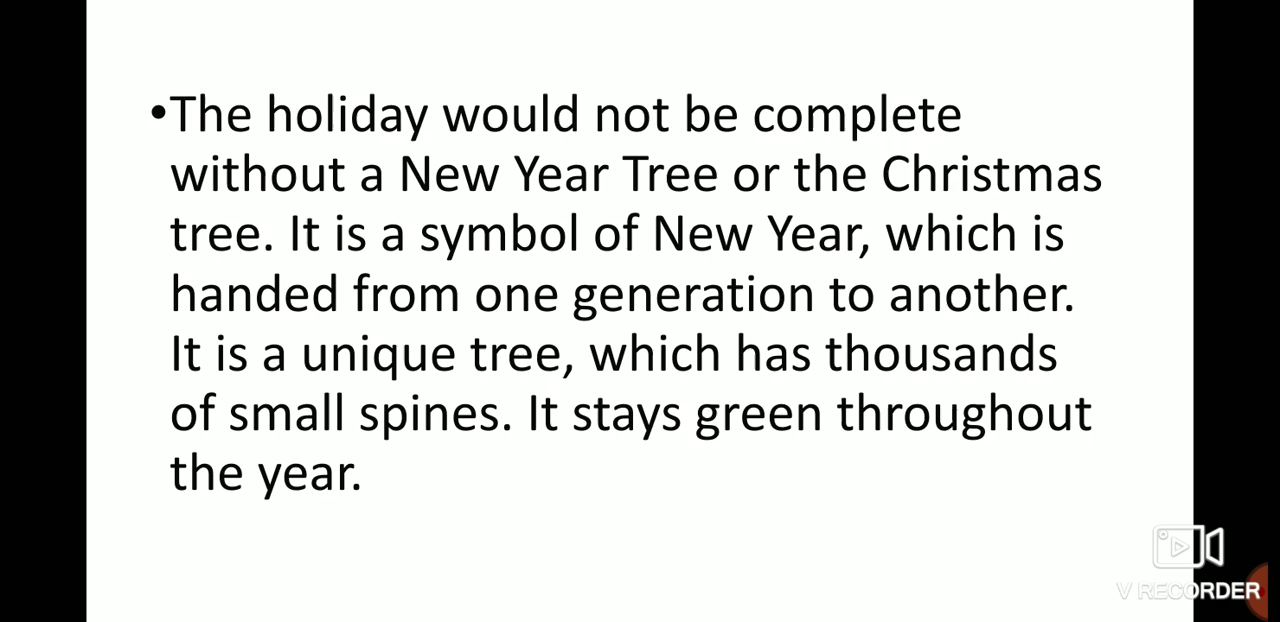 •The holiday would not be complete
without a New Year Tree or the Christmas
tree. It is a symbol of New Year, which is
handed from one generation to another.
It is a unique tree, which has thousands
of small spines. It stays green throughout
the year.
V RECORDER